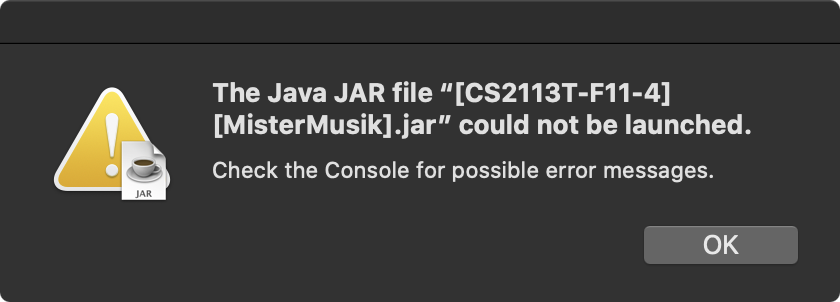 The Java JAR file “[CS2113T-F11-4]
[MisterMusik].jar” could not be launched.
Check the Console for possible error messages.
JAR
OK